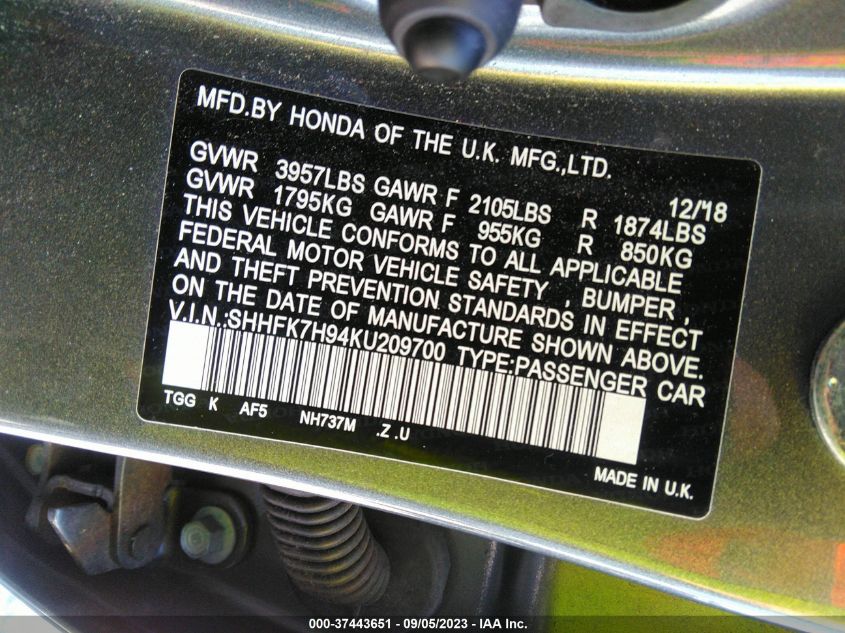 MFD.BY HONDA OF THE U.K. MFG.,LTD.
12/'18
GVWR 3957LBS GAWR F 2105LBS R 1874LBS
GVWR 1795KG GAWR F 955KG R 850KG
THIS VEHICLE CONFORMS TO ALL APPLICABLE
FEDERAL MOTOR VEHICLE SAFETY , BUMPER ,
AND THEFT PREVENTION STANDARDS IN EFFECT
ON THE DATE OF MANUFACTURE SHOWN ABOVE.
V.I.N.:SHHFK7H94KU209700 TYPE:PASSENGER CAR
TGG K AF5 NH737M .Z .U
MADE IN U.K.
000-37443651 - 09/05/2023 - IAA Inc.